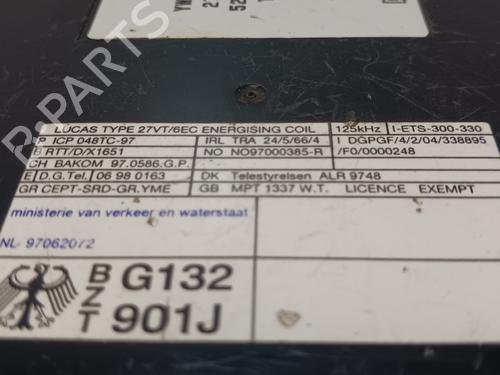 B-PARTS
LUCAS TYPE 27VT/6EC ENERGISING COIL 125kHz I-ETS-300-330
P ICP 048TC-97 IRL TRA 24/5/66/4 I DGPGF/4/2/04/338895
B RTT/D/X1651 NO NO97000385-R /F0/0000248
CH BAKOM 97.0586.G.P.
E D.G.Tel. 06 98 0163 DK Telestyrelsen ALR 9748
GR CEPT-SRD-GR.YME GB MPT 1337 W.T. LICENCE EXEMPT
ministerie van verkeer en waterstaat
NL 97062072
BZT G132
901J